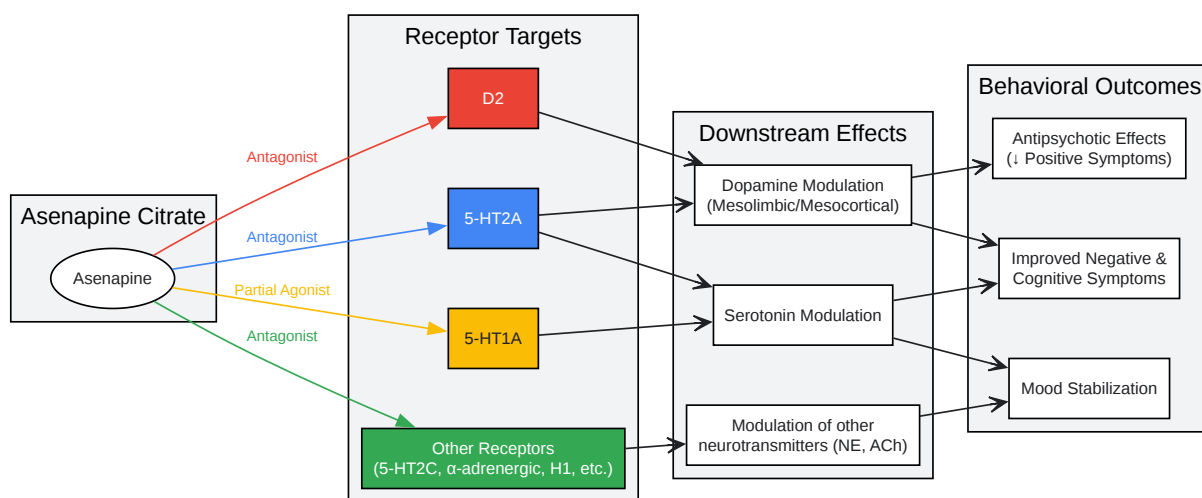 Asenapine Citrate
Asenapine
Antagonist
Antagonist
Partial Agonist
Antagonist
Receptor Targets
D2
5-HT2A
5-HT1A
Other Receptors
(5-HT2C, α-adrenergic, H1, etc.)
Downstream Effects
Dopamine Modulation
(Mesolimbic/Mesocortical)
Serotonin Modulation
Modulation of other
neurotransmitters (NE, ACh)
Behavioral Outcomes
Antipsychotic Effects
(↓ Positive Symptoms)
Improved Negative &
Cognitive Symptoms
Mood Stabilization